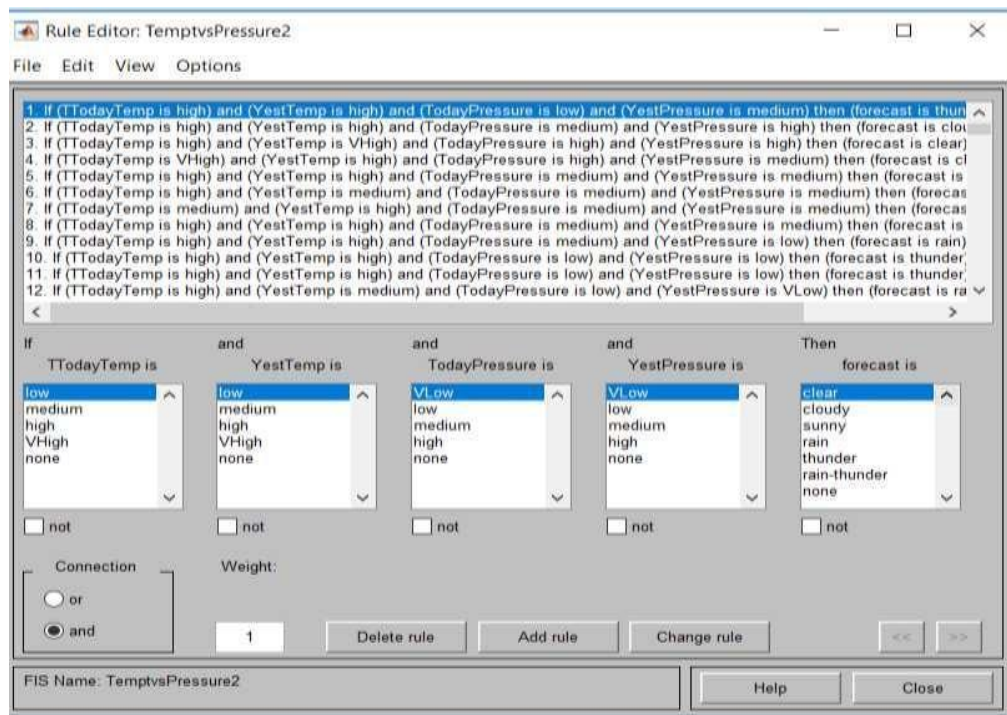 Rule Editor: TemptvsPressure2
File Edit View Options
1. If (TTodayTemp is high) and (YestTemp is high) and (TodayPressure is low) and (YestPressure is medium) then (forecast is thun
2. If (TTodayTemp is high) and (YestTemp is high) and (TodayPressure is medium) and (YestPressure is high) then (forecast is clou
3. If (TTodayTemp is high) and (YestTemp is VHigh) and (TodayPressure is high) and (YestPressure is high) then (forecast is clear)
4. If (TTodayTemp is VHigh) and (YestTemp is high) and (TodayPressure is high) and (YestPressure is medium) then (forecast is cl
5. If (TTodayTemp is high) and (YestTemp is high) and (TodayPressure is medium) and (YestPressure is medium) then (forecast is
6. If (TTodayTemp is high) and (YestTemp is medium) and (TodayPressure is medium) and (YestPressure is medium) then (forecas
7. If (TTodayTemp is medium) and (YestTemp is high) and (TodayPressure is medium) and (YestPressure is medium) then (forecas
8. If (TTodayTemp is high) and (YestTemp is high) and (TodayPressure is medium) and (YestPressure is medium) then (forecast is
9. If (TTodayTemp is high) and (YestTemp is high) and (TodayPressure is medium) and (YestPressure is low) then (forecast is rain)
10. If (TTodayTemp is high) and (YestTemp is high) and (TodayPressure is low) and (YestPressure is low) then (forecast is thunder
11. If (TTodayTemp is high) and (YestTemp is high) and (TodayPressure is low) and (YestPressure is low) then (forecast is thunder
12. If (TTodayTemp is high) and (YestTemp is medium) and (TodayPressure is low) and (YestPressure is VLow) then (forecast is ra
If and and and Then
TTodayTemp is YestTemp is TodayPressure is YestPressure is forecast is
low low VLow VLow clear
medium medium low low cloudy
high high medium medium sunny
VHigh VHigh high high rain
none none none none thunder
rain-thunder
none
not not not not not
Connection Weight:
or
and 1 Delete rule Add rule Change rule << >>
FIS Name: TemptvsPressure2 Help Close